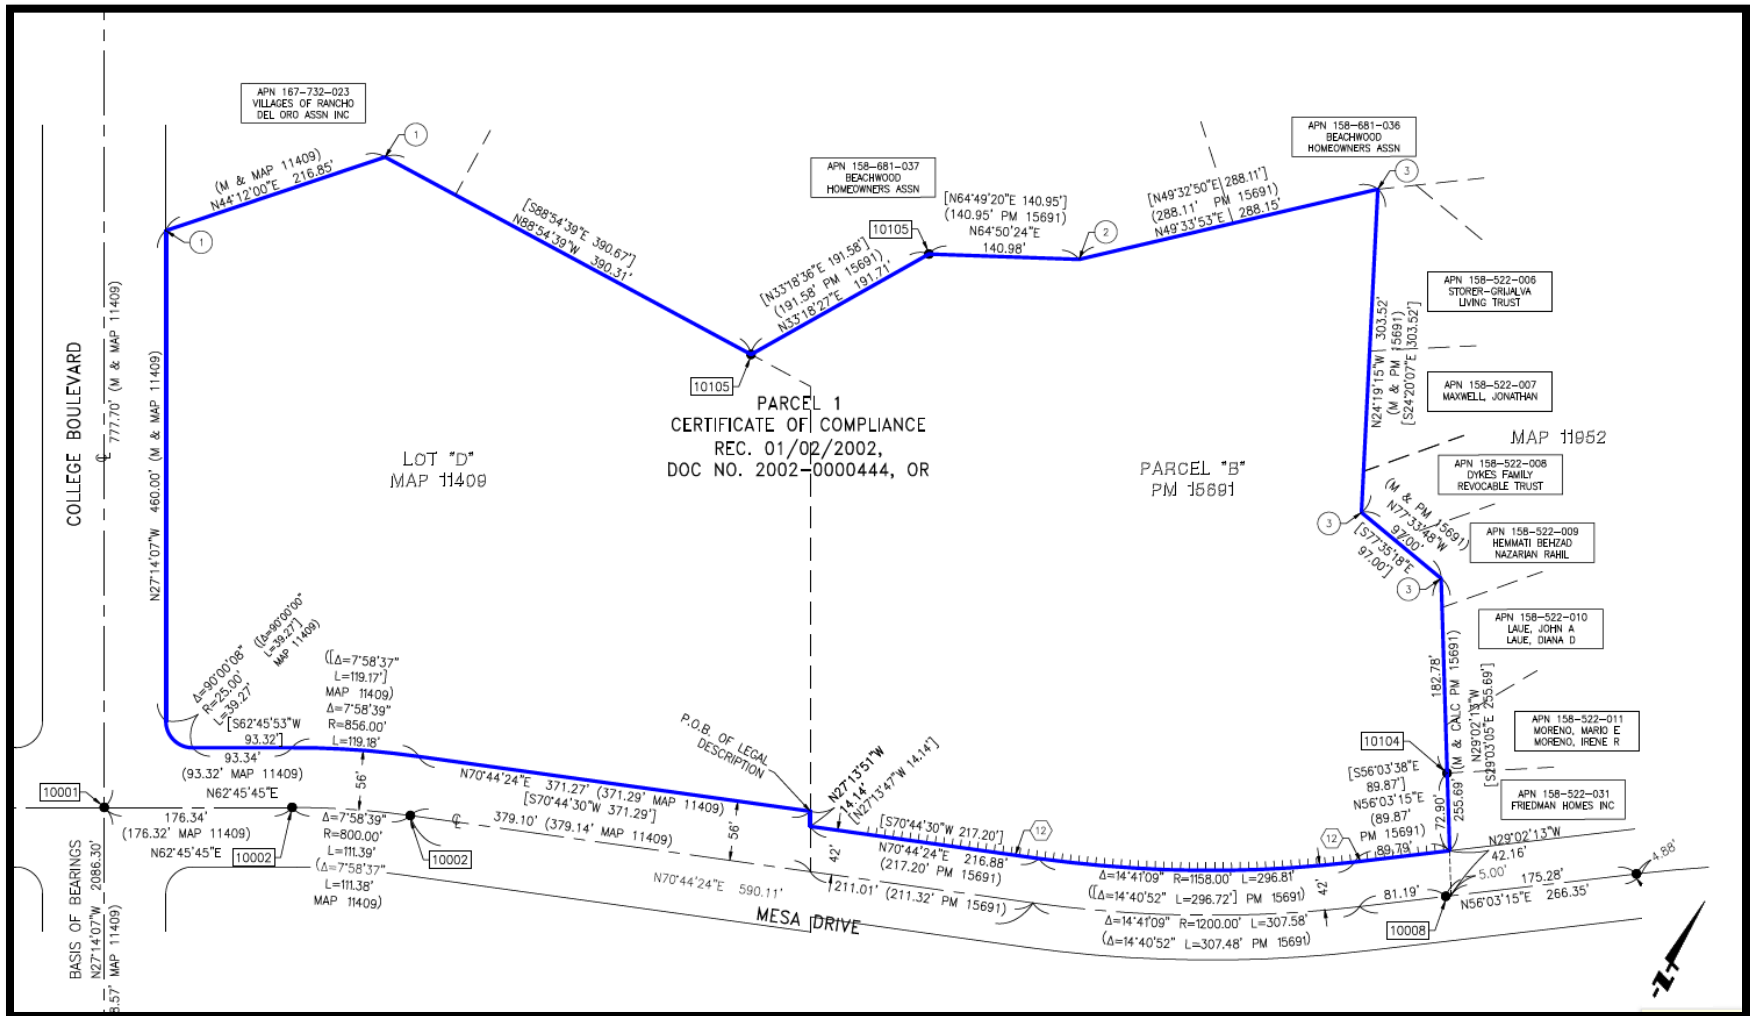 APN 167-732-023
VILLAGES OF RANCHO
DEL ORO ASSN INC
1
(M & MAP 11409)
N44°12'00"E 216.85'
1
[S88°54'39"E 390.67']
N88°54'39"W 390.31'
APN 158-681-037
BEACHWOOD
HOMEOWNERS ASSN
10105
[N33°18'36"E 191.58']
(191.58' PM 15691)
N33°18'27"E 191.71'
10105
[N64°49'20"E 140.95']
(140.95' PM 15691)
N64°50'24"E
140.98'
2
[N49°32'50"E 288.11']
(288.11' PM 15691)
N49°33'53"E 288.15'
APN 158-681-036
BEACHWOOD
HOMEOWNERS ASSN
3
APN 158-522-006
STORER-GRIJALVA
LIVING TRUST
N24°19'15"W 303.52'
(M & PM 15691)
[S24°20'07"E 303.52']
APN 158-522-007
MAXWELL, JONATHAN
MAP 11952
APN 158-522-008
DYKES FAMILY
REVOCABLE TRUST
3
(M & PM 15691)
N77°33'48"W
97.00'
[S77°35'18"E
97.00']
APN 158-522-009
HEMMATI BEHZAD
NAZARIAN RAHIL
3
APN 158-522-010
LAUE, JOHN A
LAUE, DIANA D
182.78'
(M & CALC PM 15691)
255.69'
N29°02'13"W
[S29°03'05"E 255.69']
APN 158-522-011
MORENO, MARIO E
MORENO, IRENE R
10104
72.90'
APN 158-522-031
FRIEDMAN HOMES INC
COLLEGE BOULEVARD
℄
777.70' (M & MAP 11409)
N27°14'07"W 460.00' (M & MAP 11409)
LOT "D"
MAP 11409
PARCEL 1
CERTIFICATE OF COMPLIANCE
REC. 01/02/2002,
DOC NO. 2002-0000444, OR
PARCEL "B"
PM 15691
Δ=90°00'08"
R=25.00'
L=39.27'
([Δ=90°00'00"
L=39.27']
MAP 11409)
[S62°45'53"W
93.32']
93.34'
(93.32' MAP 11409)
N62°45'45"E
([Δ=7°58'37"
L=119.17']
MAP 11409)
Δ=7°58'39"
R=856.00'
L=119.18'
56'
N70°44'24"E 371.27' (371.29' MAP 11409)
[S70°44'30"W 371.29']
P.O.B. OF LEGAL
DESCRIPTION
N27°13'51"W
14.14'
[N27°13'47"W 14.14']
[S70°44'30"W 217.20']
N70°44'24"E 216.88'
(217.20' PM 15691)
12
12
[S56°03'38"E
89.87']
N56°03'15"E
(89.87'
PM 15691)
89.79'
Δ=14°41'09" R=1158.00' L=296.81'
([Δ=14°40'52" L=296.72'] PM 15691)
42'
N29°02'13"W
42.16'
5.00'
175.28'
4.88'
N56°03'15"E 266.35'
10001
176.34'
(176.32' MAP 11409)
N62°45'45"E
10002
Δ=7°58'39"
R=800.00'
L=111.39'
(Δ=7°58'37"
L=111.38'
MAP 11409)
10002
℄
379.10' (379.14' MAP 11409)
56'
42'
N70°44'24"E 590.11'
211.01' (211.32' PM 15691)
MESA DRIVE
Δ=14°41'09" R=1200.00' L=307.58'
(Δ=14°40'52" L=307.48' PM 15691)
81.19'
10008
BASIS OF BEARINGS
N27°14'07"W 2086.30'
8.57' MAP 11409)
N